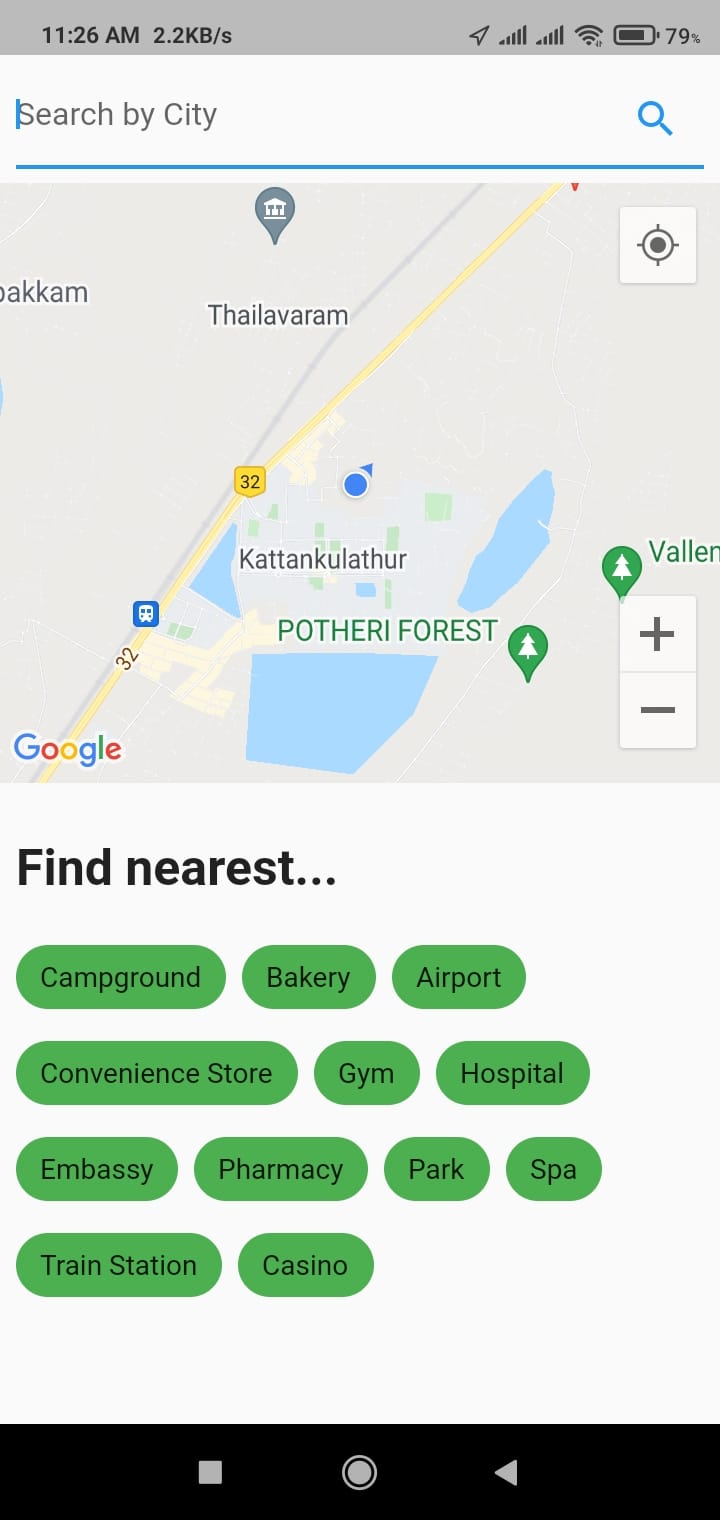 11:26 AM 2.2KB/s 79%
Search by City
pakkam
Thailavaram
32
Kattankulathur
Vallen
POTHERI FOREST
32
Google
Find nearest...
Campground Bakery Airport
Convenience Store Gym Hospital
Embassy Pharmacy Park Spa
Train Station Casino